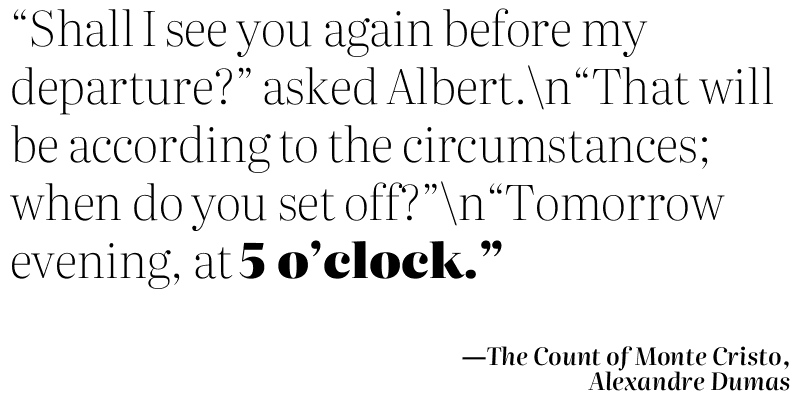 “Shall I see you again before my
departure?” asked Albert.\n“That will
be according to the circumstances;
when do you set off?”\n“Tomorrow
evening, at 5 o’clock.”
—The Count of Monte Cristo,
Alexandre Dumas